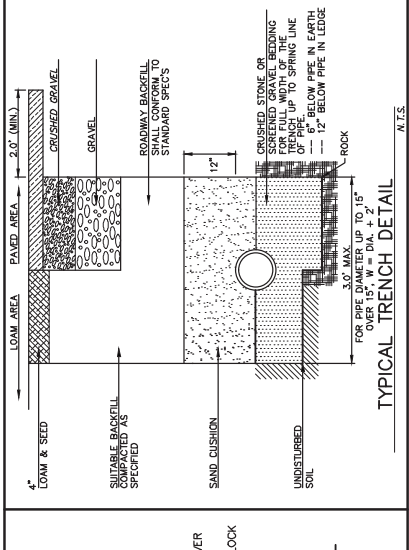 LOAM AREA
PAVED AREA
2.0' (MIN.)
4"
LOAM & SEED
CRUSHED GRAVEL
GRAVEL
SUITABLE BACKFILL
COMPACTED AS
SPECIFIED
ROADWAY BACKFILL
SHALL CONFORM TO
STANDARD SPEC'S
12"
SAND CUSHION
CRUSHED STONE OR
SCREENED GRAVEL BEDDING
FOR FULL WIDTH OF THE
TRENCH UP TO SPRING LINE
OF PIPE.
-- 6" BELOW PIPE IN EARTH
-- 12" BELOW PIPE IN LEDGE
UNDISTURBED
SOIL
ROCK
3.0' MAX.
FOR PIPE DIAMETER UP TO 15"
OVER 15", W = DIA. + 2'
TYPICAL TRENCH DETAIL
N.T.S.
VER
LOCK